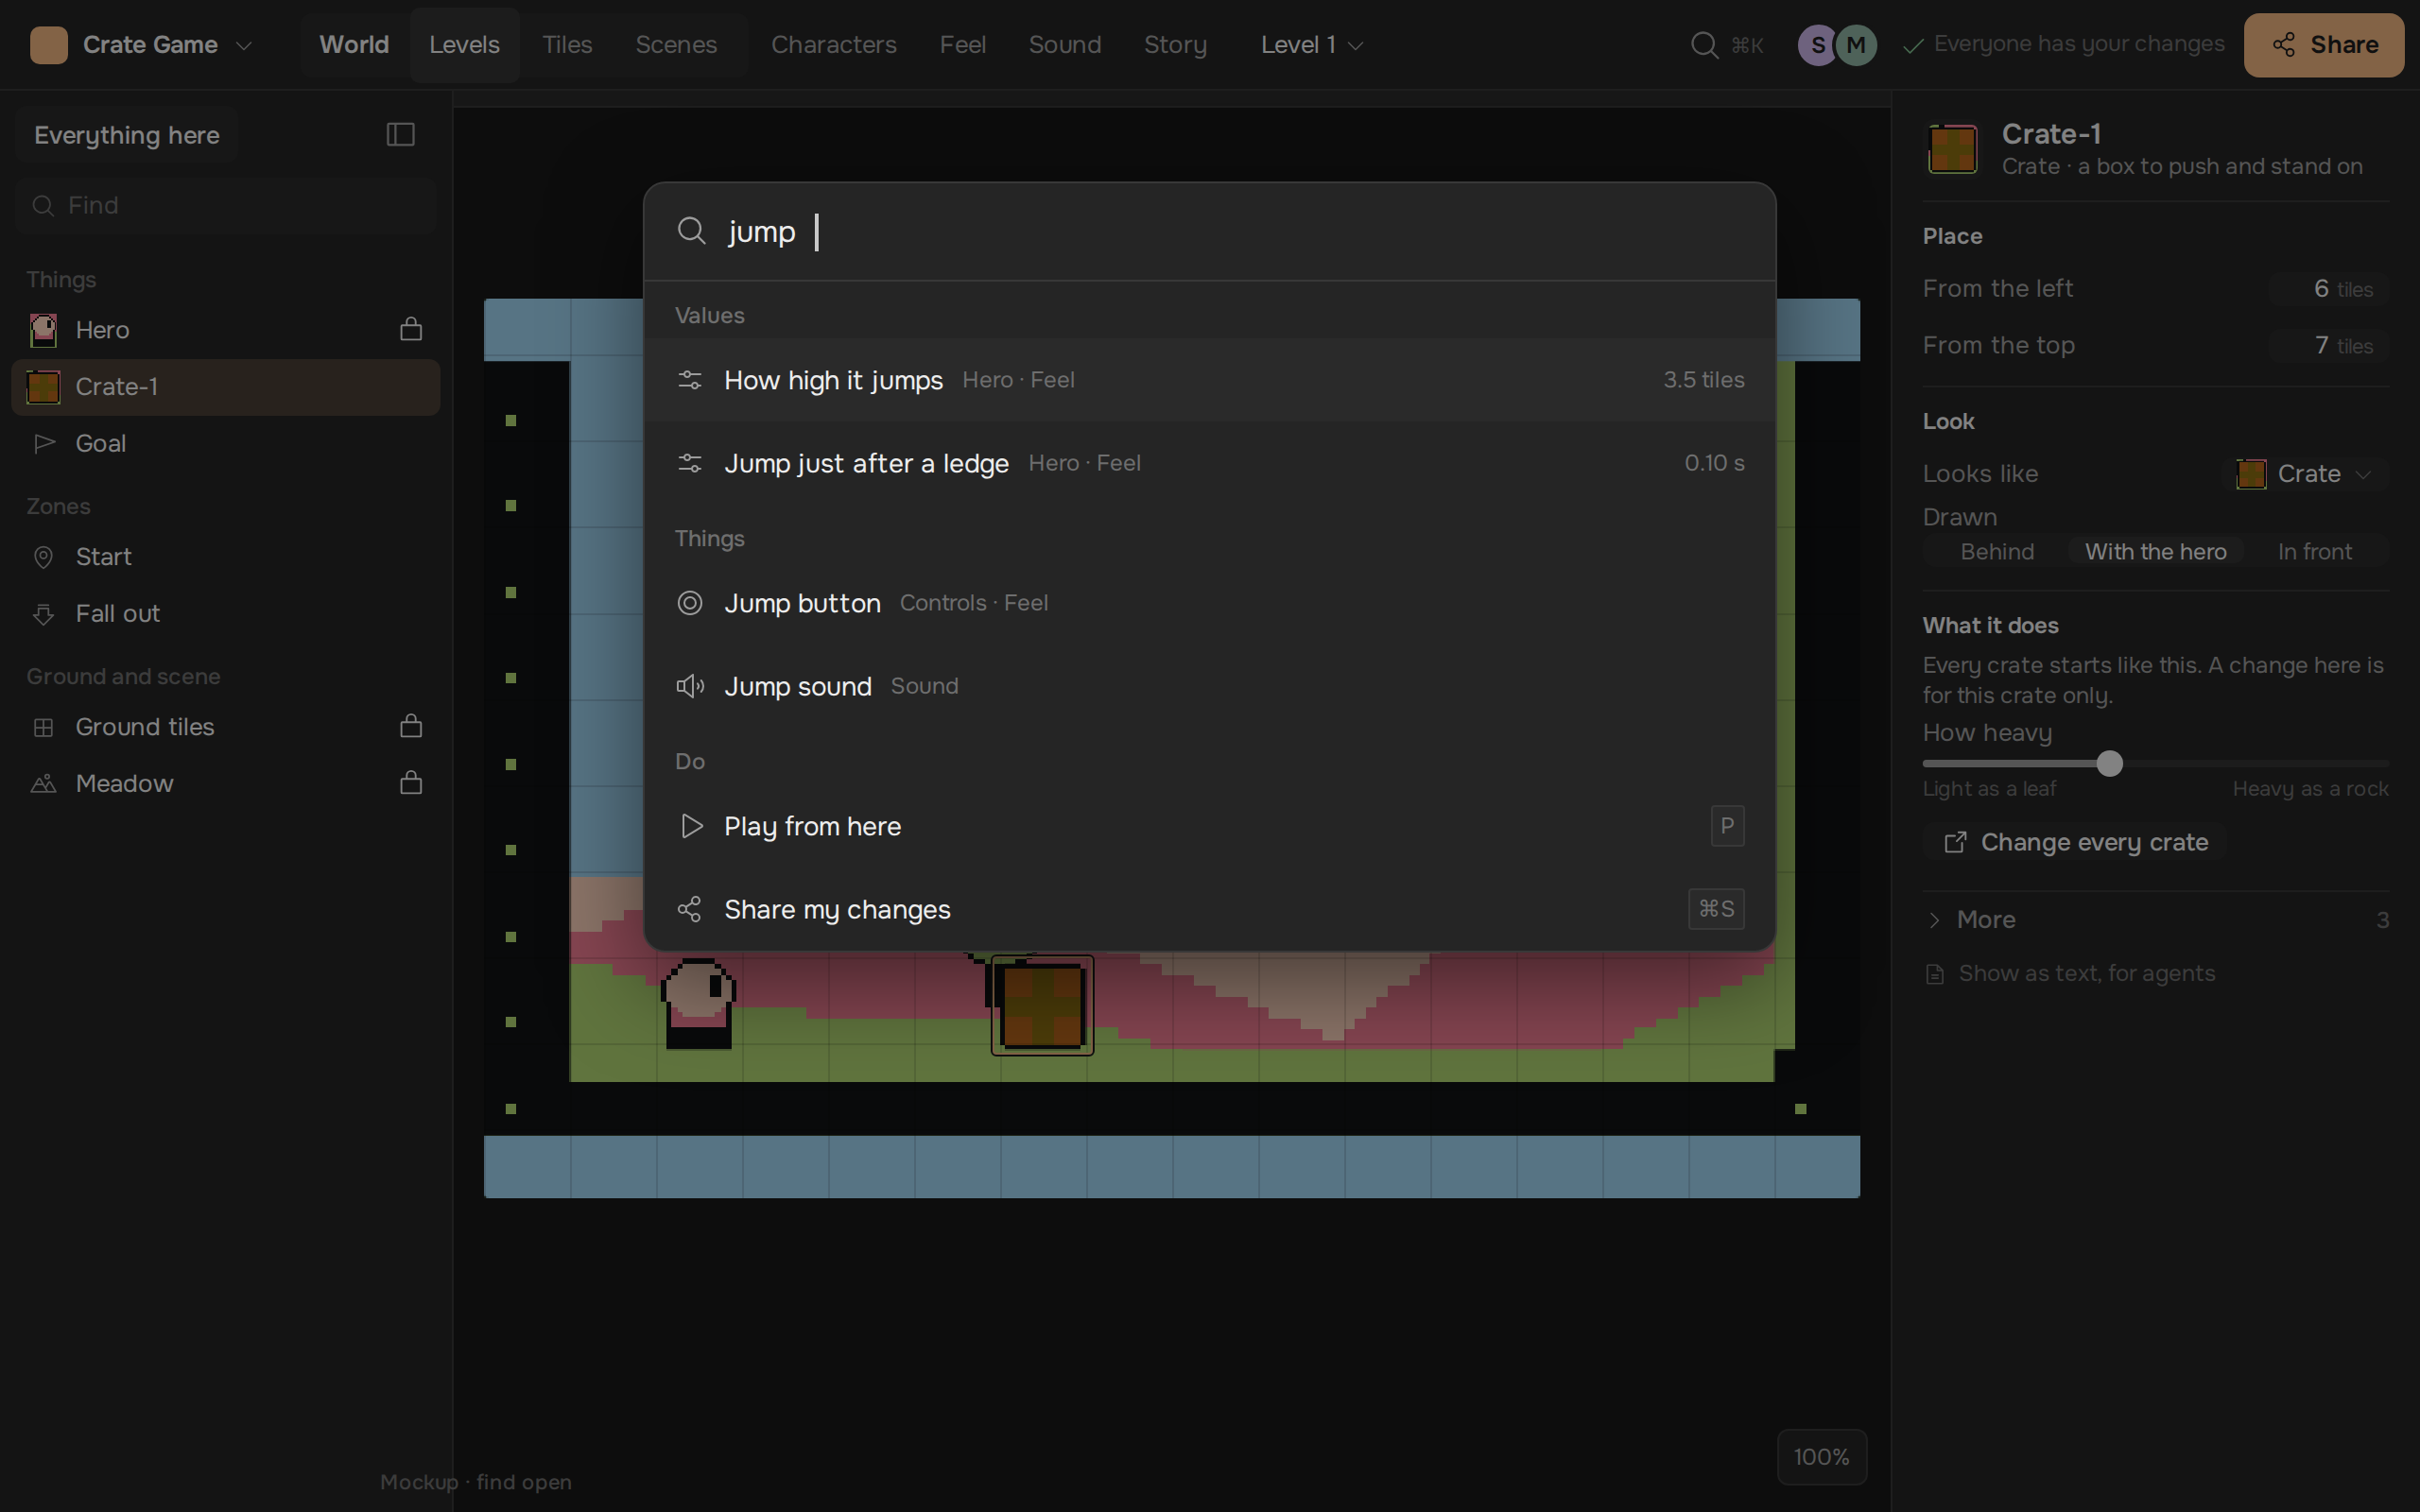 Crate Game World Levels Tiles Scenes Characters Feel Sound Story Level 1 ⌘K S M Everyone has your changes Share
Everything here
Find
Things
Hero
Crate-1
Goal
Zones
Start
Fall out
Ground and scene
Ground tiles
Meadow
jump
Values
How high it jumps Hero · Feel 3.5 tiles
Jump just after a ledge Hero · Feel 0.10 s
Things
Jump button Controls · Feel
Jump sound Sound
Do
Play from here P
Share my changes ⌘S
Crate-1
Crate · a box to push and stand on
Place
From the left 6 tiles
From the top 7 tiles
Look
Looks like Crate
Drawn
Behind With the hero In front
What it does
Every crate starts like this. A change here is
for this crate only.
How heavy
Light as a leaf Heavy as a rock
Change every crate
More 3
Show as text, for agents
100%
Mockup · find open